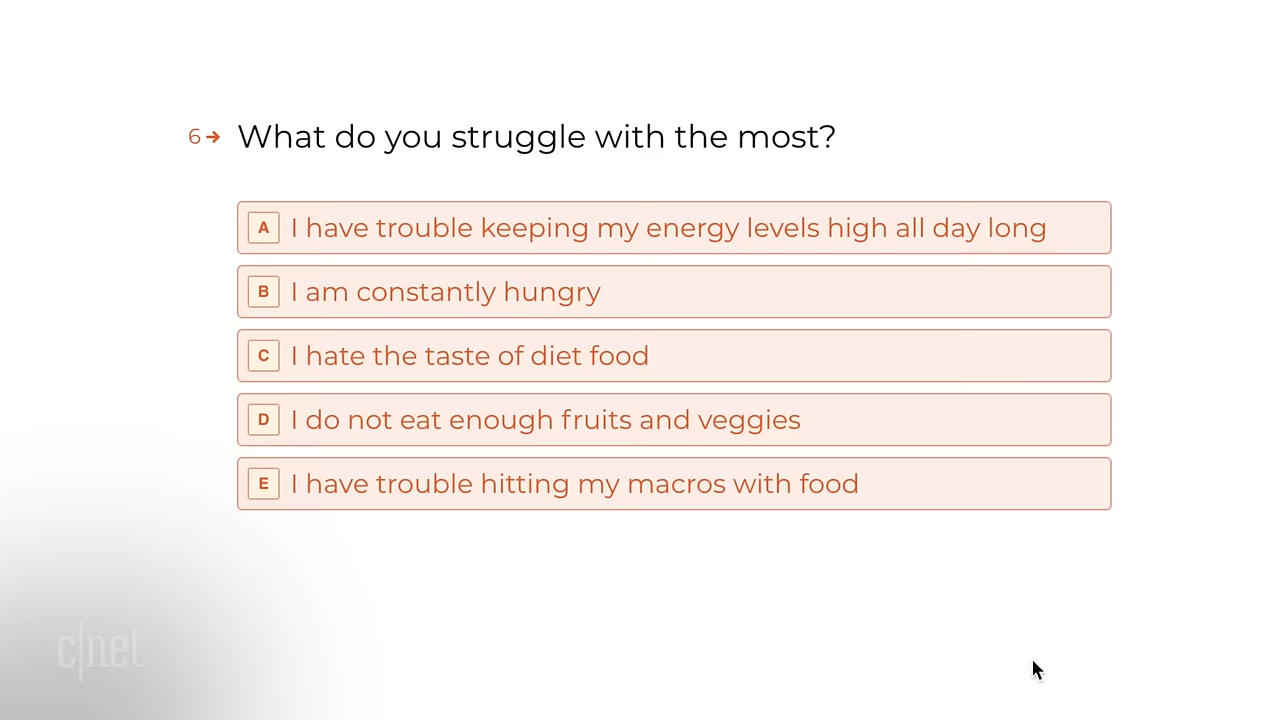 6→ What do you struggle with the most?
A I have trouble keeping my energy levels high all day long
B I am constantly hungry
C I hate the taste of diet food
D I do not eat enough fruits and veggies
E I have trouble hitting my macros with food
c|net